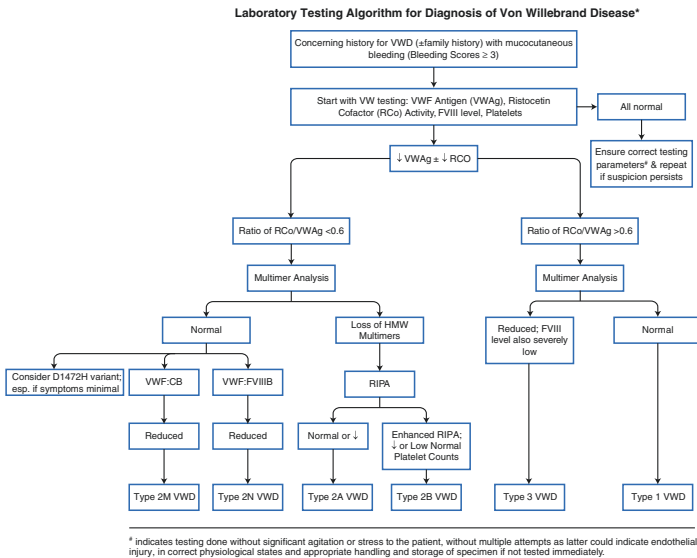 Laboratory Testing Algorithm for Diagnosis of Von Willebrand Disease*
Concerning history for VWD (±family history) with mucocutaneous
bleeding (Bleeding Scores ≥ 3)
Start with VW testing: VWF Antigen (VWAg), Ristocetin
Cofactor (RCo) Activity, FVIII level, Platelets
All normal
Ensure correct testing
parameters# & repeat
if suspicion persists
↓VWAg ± ↓RCO
Ratio of RCo/VWAg <0.6
Ratio of RCo/VWAg >0.6
Multimer Analysis
Multimer Analysis
Normal
Loss of HMW
Multimers
Reduced; FVIII
level also severely
low
Normal
Consider D1472H variant;
esp. if symptoms minimal
VWF:CB
VWF:FVIIIB
RIPA
Reduced
Reduced
Normal or ↓
Enhanced RIPA;
↓ or Low Normal
Platelet Counts
Type 2M VWD
Type 2N VWD
Type 2A VWD
Type 2B VWD
Type 3 VWD
Type 1 VWD
# indicates testing done without significant agitation or stress to the patient, without multiple attempts as latter could indicate endothelial
injury, in correct physiological states and appropriate handling and storage of specimen if not tested immediately.